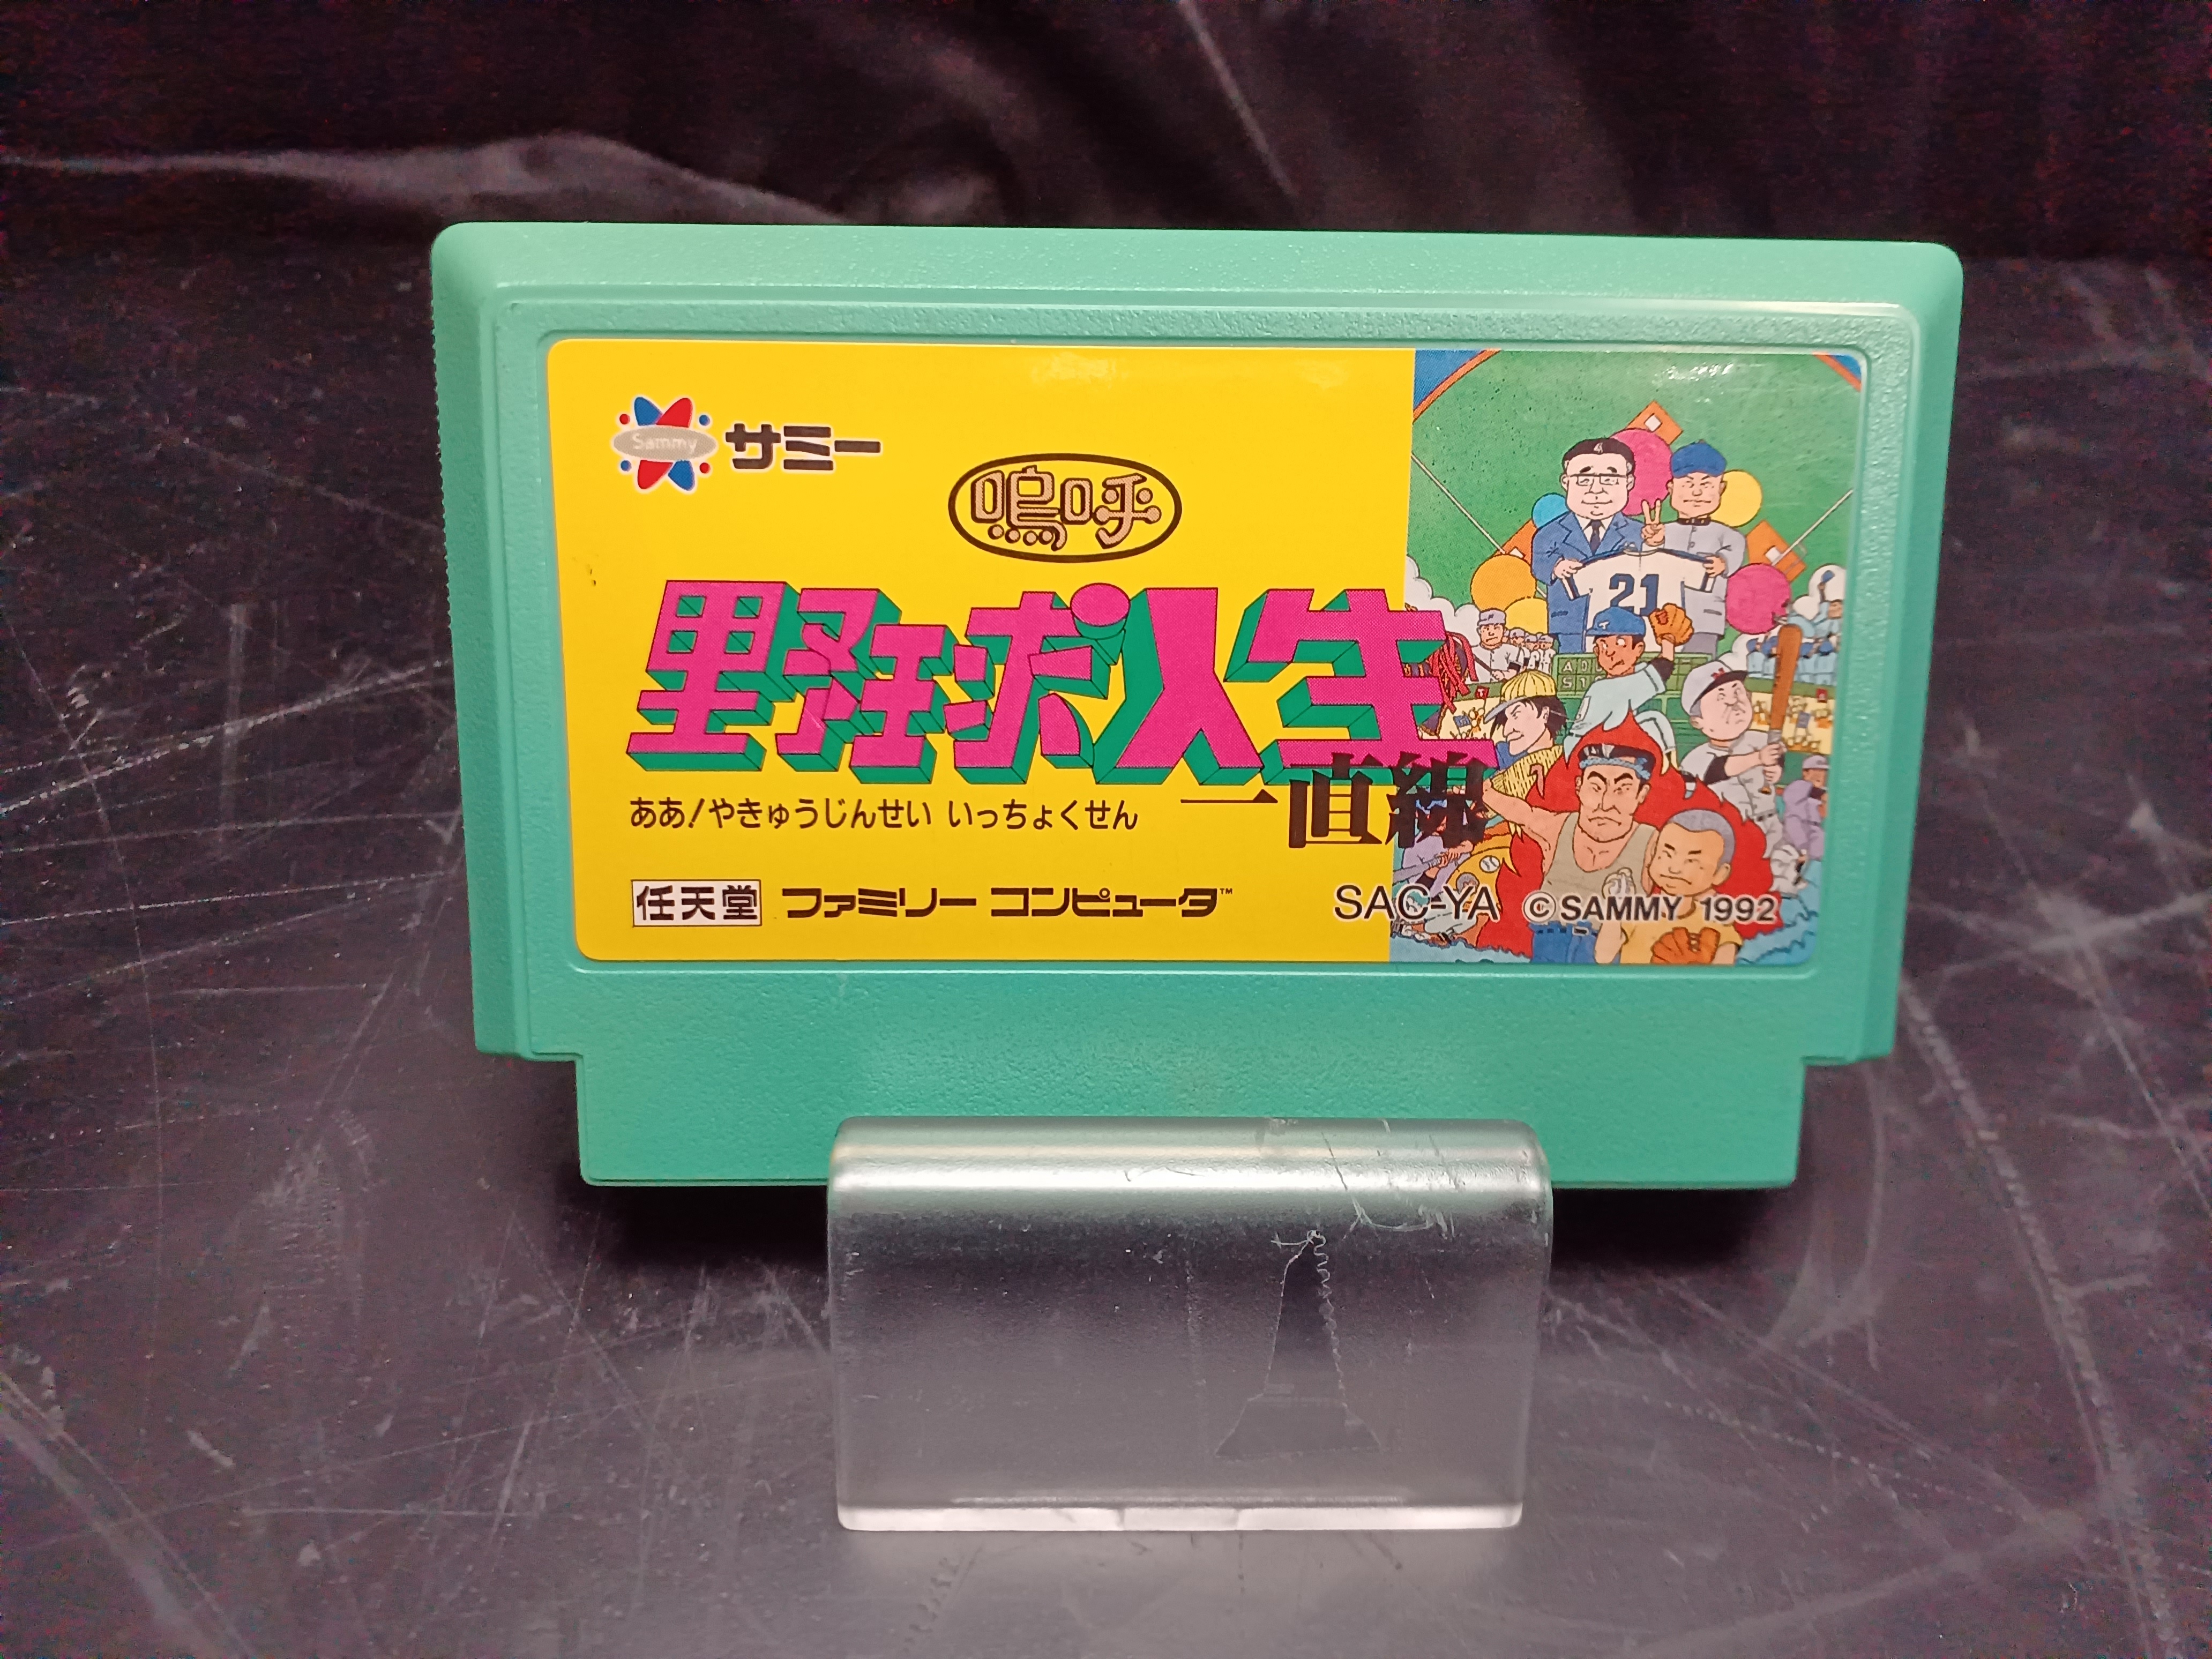 Sammy サミー
嗚呼
野球人生
一直線
ああ!やきゅうじんせい いっちょくせん
任天堂 ファミリー コンピュータ™
SAC-YA ©SAMMY 1992
21